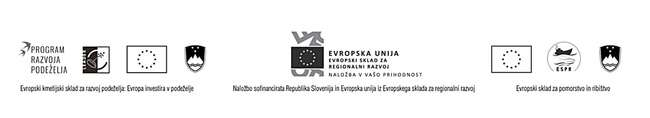 PROGRAM
RAZVOJA
PODEŽELJA
Evropski kmetijski sklad za razvoj podeželja: Evropa investira v podeželje
EVROPSKA UNIJA
EVROPSKI SKLAD ZA
REGIONALNI RAZVOJ
NALOŽBA V VAŠO PRIHODNOST
Naložbo sofinancirata Republika Slovenija in Evropska unija iz Evropskega sklada za regionalni razvoj
ESPR
Evropski sklad za pomorstvo in ribištvo